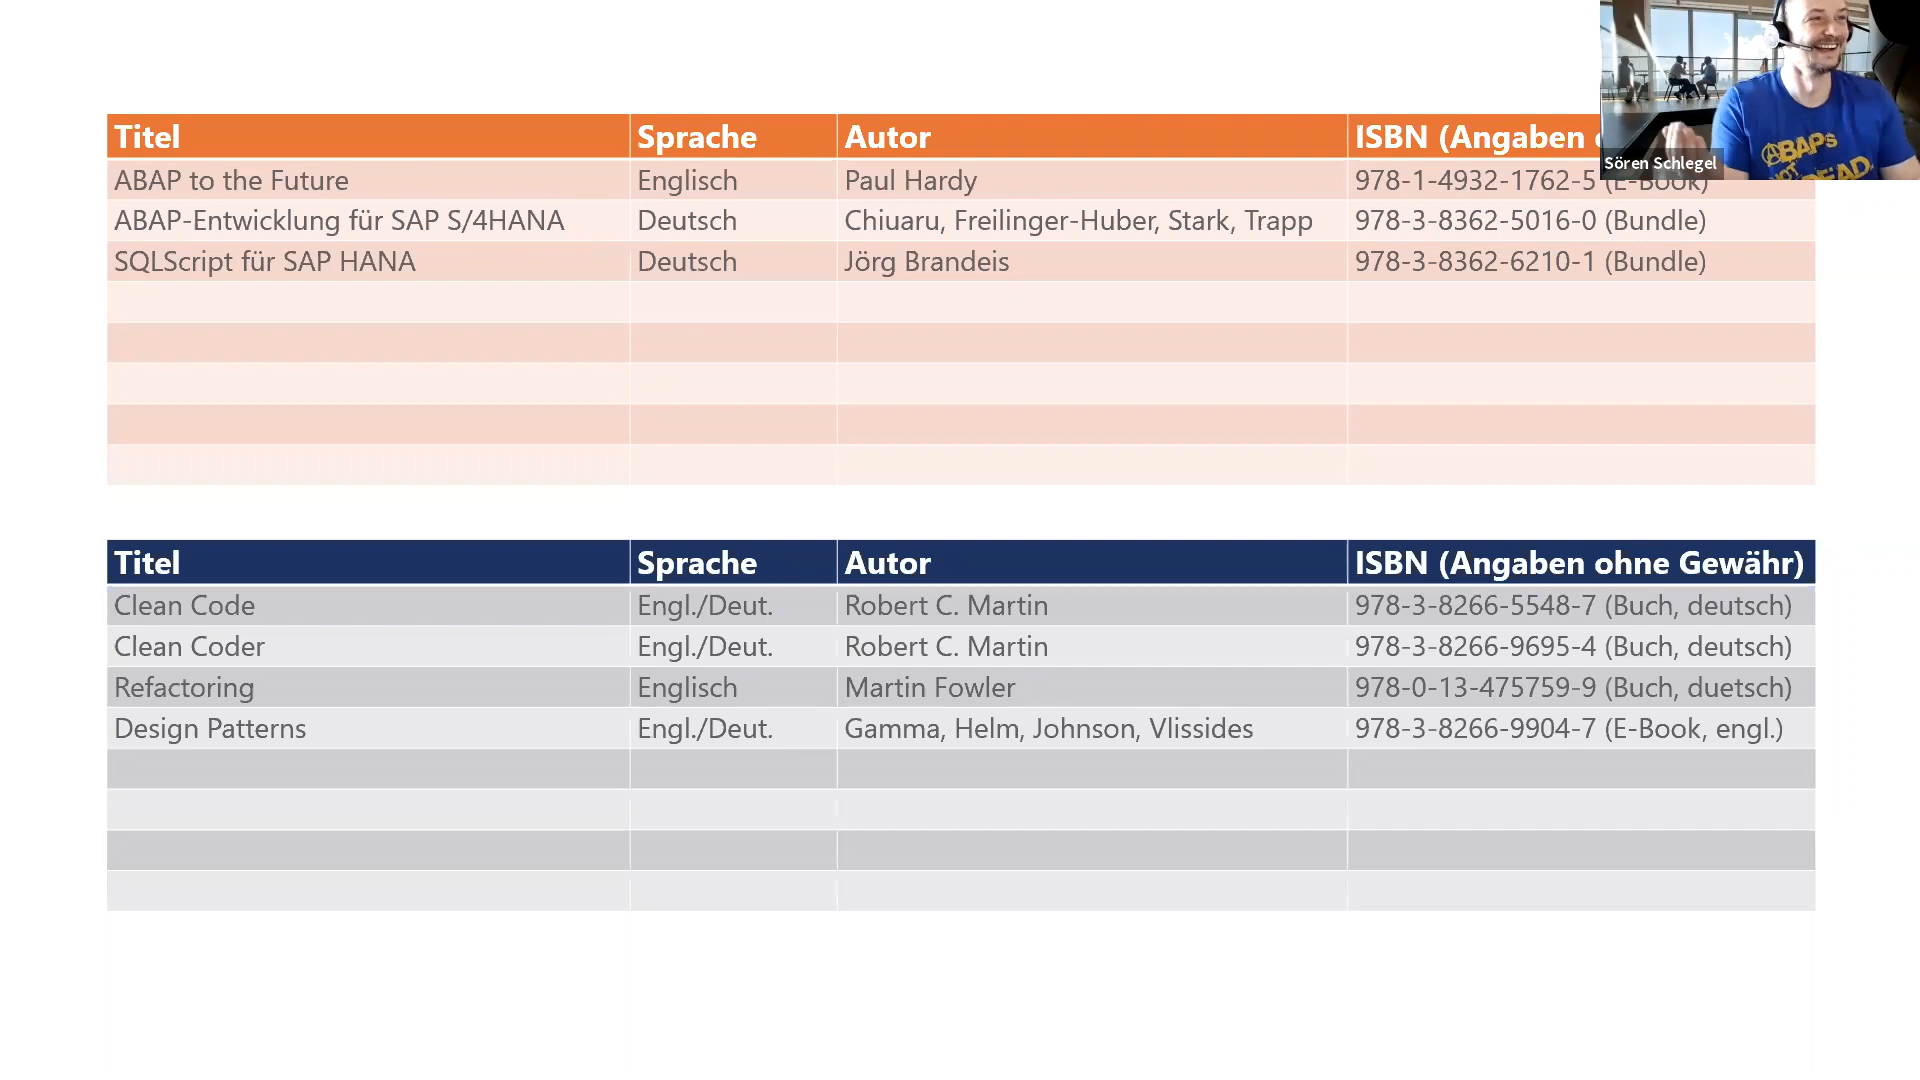 Titel Sprache Autor ISBN (Angaben
ABAP to the Future Englisch Paul Hardy 978-1-4932-1762-5 (E-Book)
ABAP-Entwicklung für SAP S/4HANA Deutsch Chiuaru, Freilinger-Huber, Stark, Trapp 978-3-8362-5016-0 (Bundle)
SQLScript für SAP HANA Deutsch Jörg Brandeis 978-3-8362-6210-1 (Bundle)
Titel Sprache Autor ISBN (Angaben ohne Gewähr)
Clean Code Engl./Deut. Robert C. Martin 978-3-8266-5548-7 (Buch, deutsch)
Clean Coder Engl./Deut. Robert C. Martin 978-3-8266-9695-4 (Buch, deutsch)
Refactoring Englisch Martin Fowler 978-0-13-475759-9 (Buch, duetsch)
Design Patterns Engl./Deut. Gamma, Helm, Johnson, Vlissides 978-3-8266-9904-7 (E-Book, engl.)
Sören Schlegel
ABAPs
NOT
DEAD.